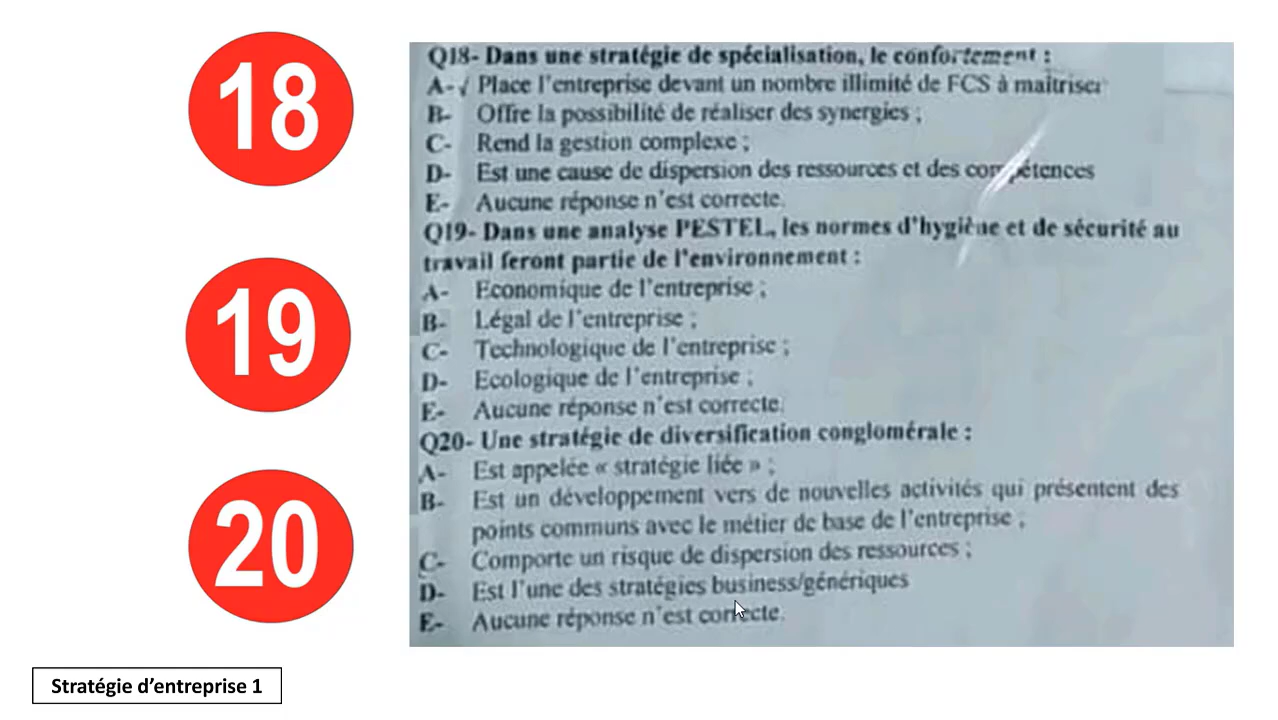 18
Q18- Dans une stratégie de spécialisation, le confortement :
A- √ Place l'entreprise devant un nombre illimité de FCS à maîtriser
B- Offre la possibilité de réaliser des synergies ;
C- Rend la gestion complexe ;
D- Est une cause de dispersion des ressources et des compétences
E- Aucune réponse n'est correcte.
19
Q19- Dans une analyse PESTEL, les normes d'hygiène et de sécurité au
travail feront partie de l'environnement :
A- Economique de l'entreprise ;
B- Légal de l'entreprise ;
C- Technologique de l'entreprise ;
D- Ecologique de l'entreprise ;
E- Aucune réponse n'est correcte.
20
Q20- Une stratégie de diversification conglomérale :
A- Est appelée « stratégie liée » ;
B- Est un développement vers de nouvelles activités qui présentent des
points communs avec le métier de base de l'entreprise ;
C- Comporte un risque de dispersion des ressources ;
D- Est l'une des stratégies business/génériques
E- Aucune réponse n'est correcte.
Stratégie d'entreprise 1